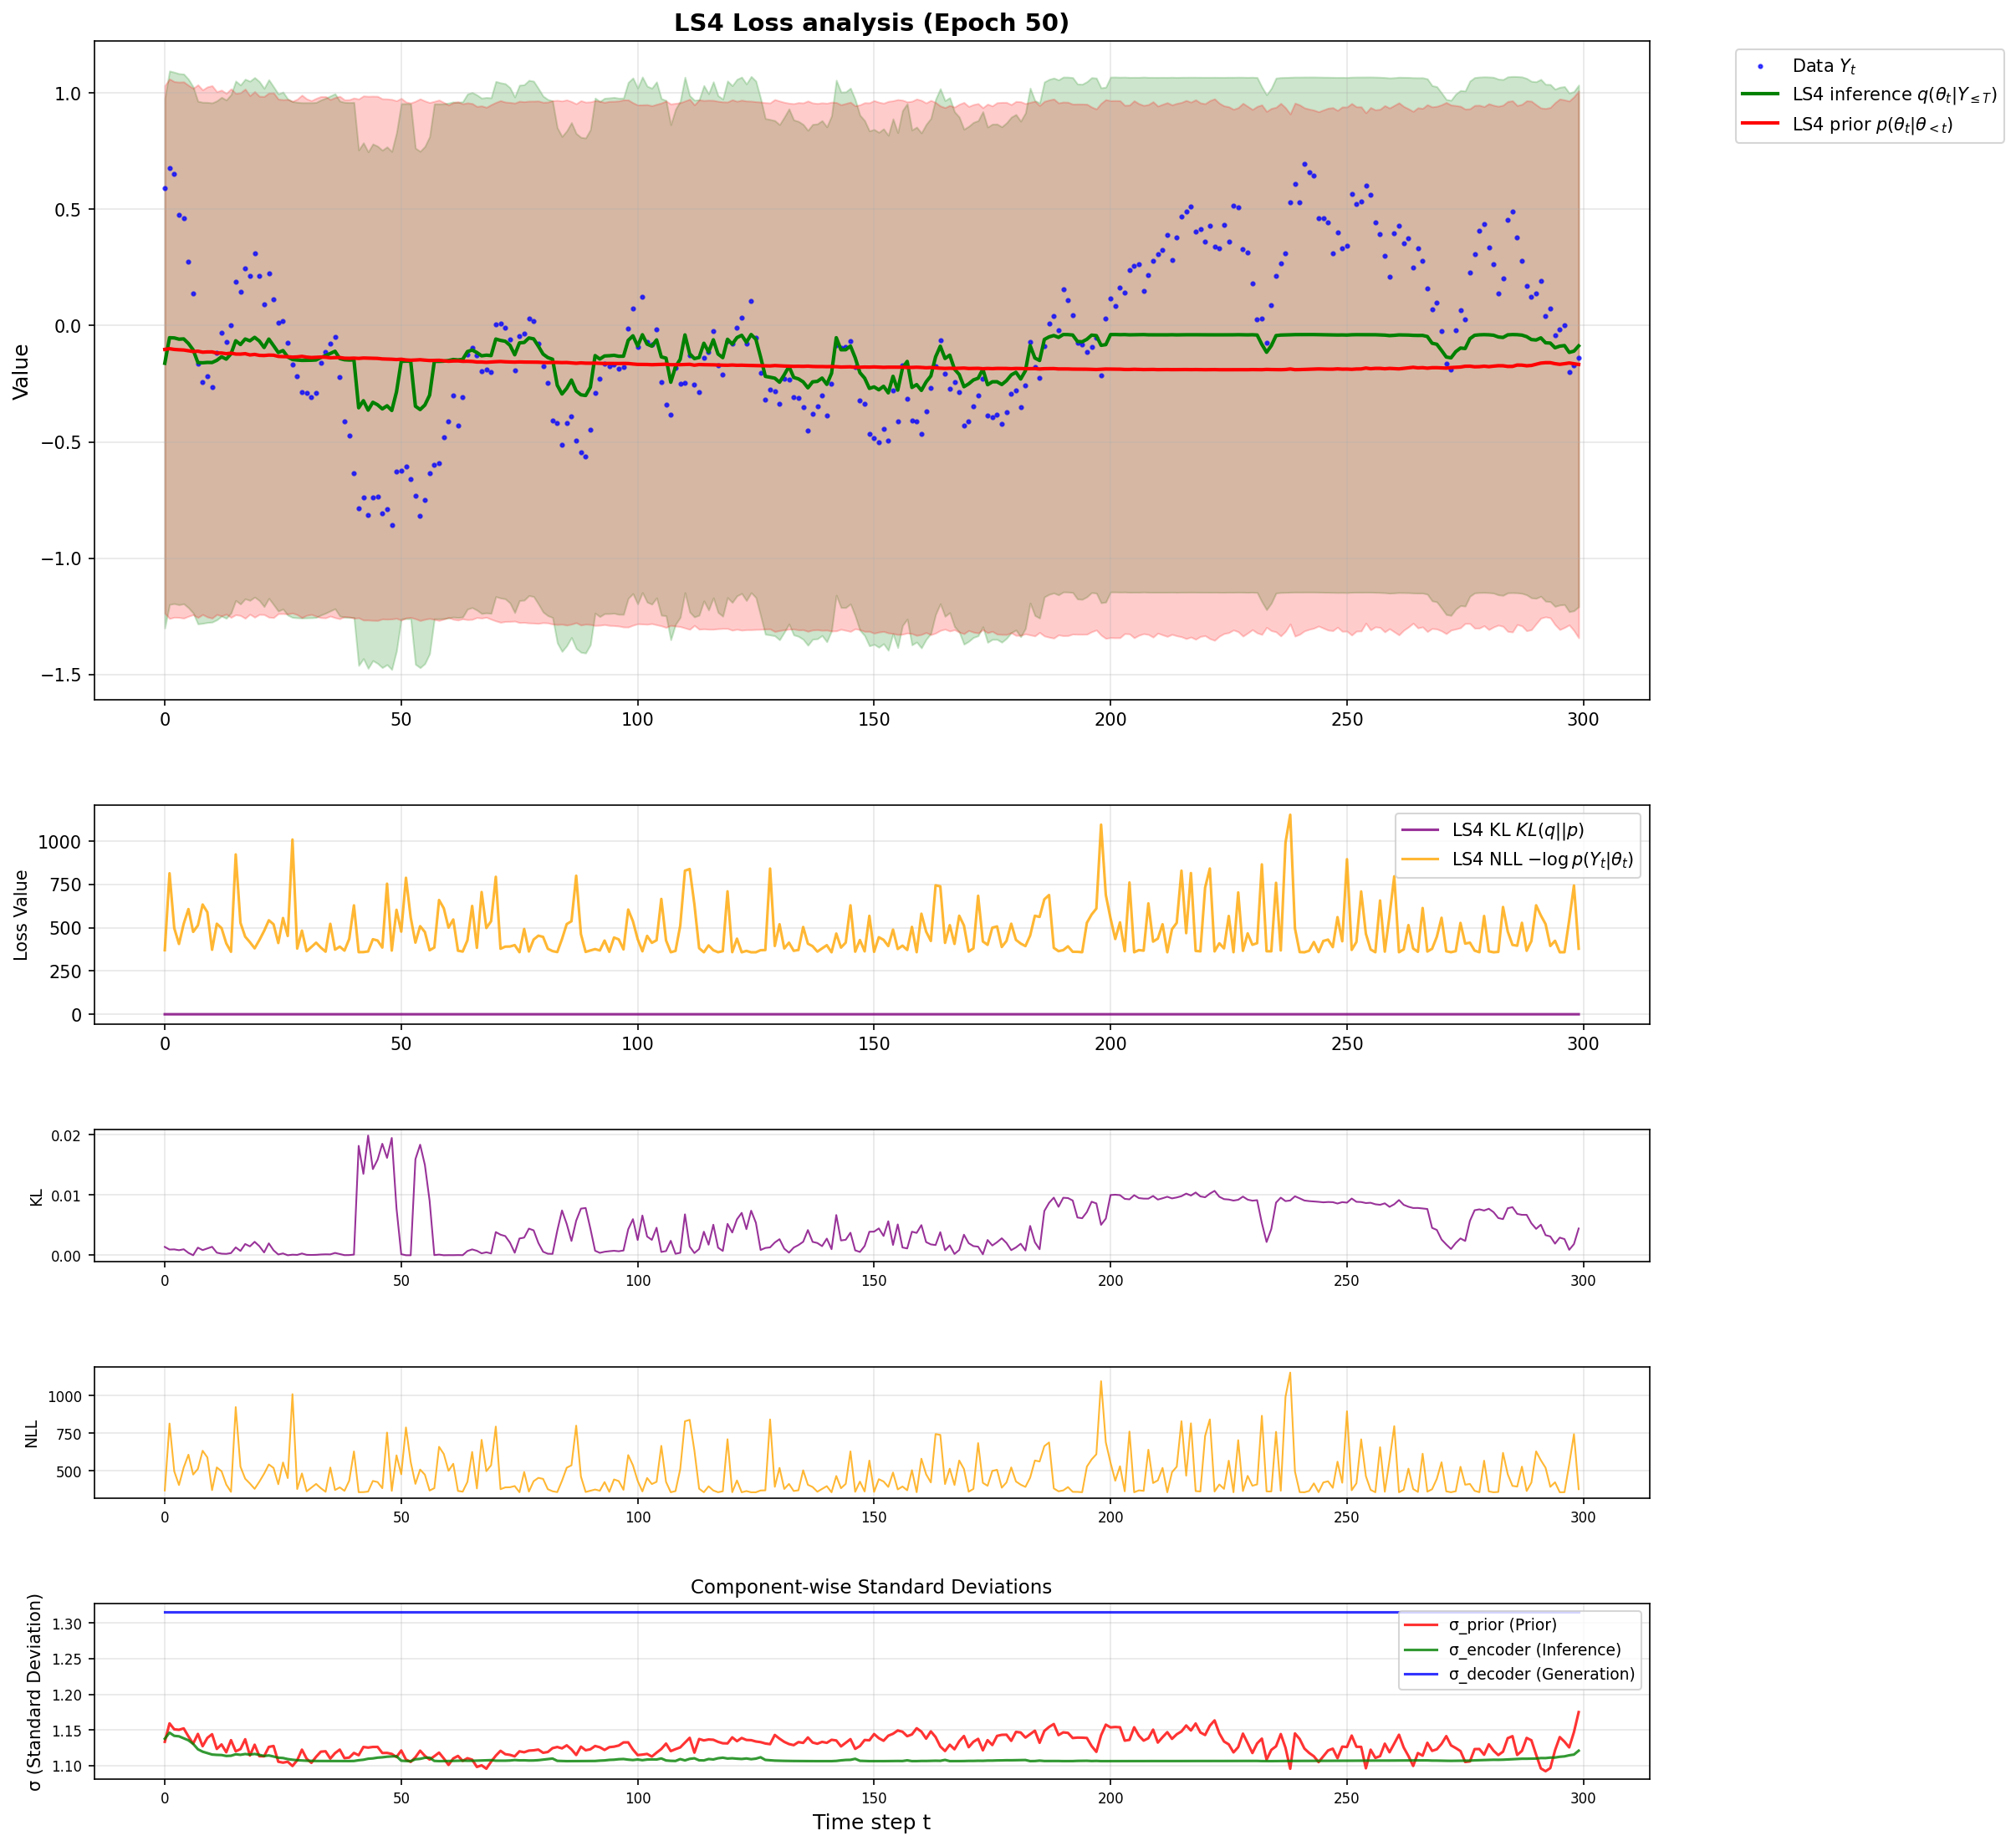 LS4 Loss analysis (Epoch 50)
Value
1.0
0.5
0.0
−0.5
−1.0
−1.5
0 50 100 150 200 250 300
Data Y_t
LS4 inference q(θ_t|Y_{≤T})
LS4 prior p(θ_t|θ_{<t})
Loss Value
1000
750
500
250
0
0 50 100 150 200 250 300
LS4 KL KL(q||p)
LS4 NLL −log p(Y_t|θ_t)
KL
0.02
0.01
0.00
0 50 100 150 200 250 300
NLL
1000
750
500
0 50 100 150 200 250 300
Component-wise Standard Deviations
σ (Standard Deviation)
1.30
1.25
1.20
1.15
1.10
σ_prior (Prior)
σ_encoder (Inference)
σ_decoder (Generation)
0 50 100 150 200 250 300
Time step t